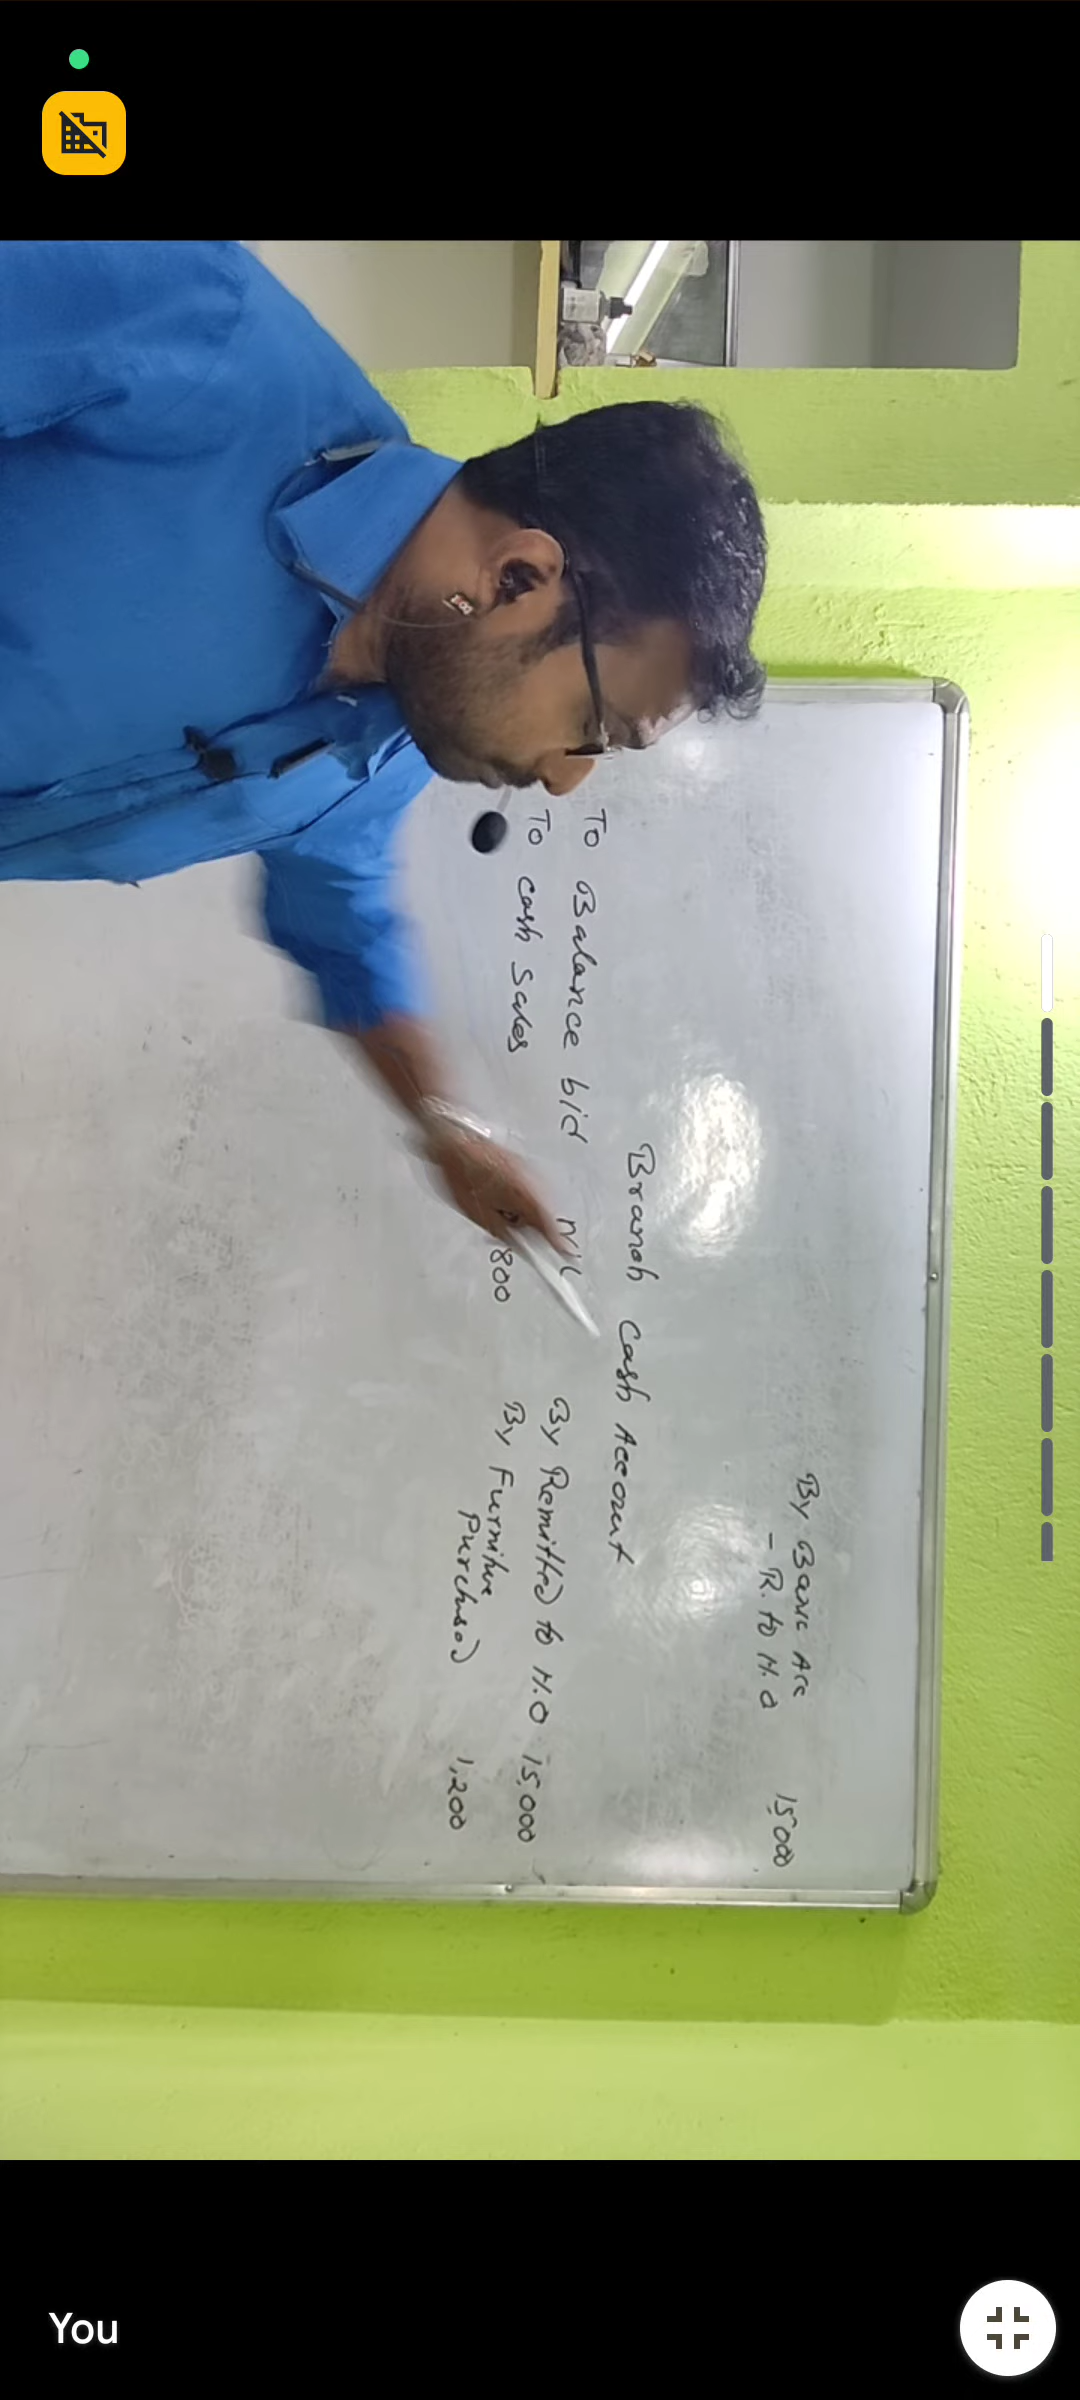 By Bank Acc
- R. to H.O 15000
Branch Cash Account
To Balance b/d Nil By Remitted to H.O 15,000
To cash sales 800 By Furniture
Purchased 1,200
You